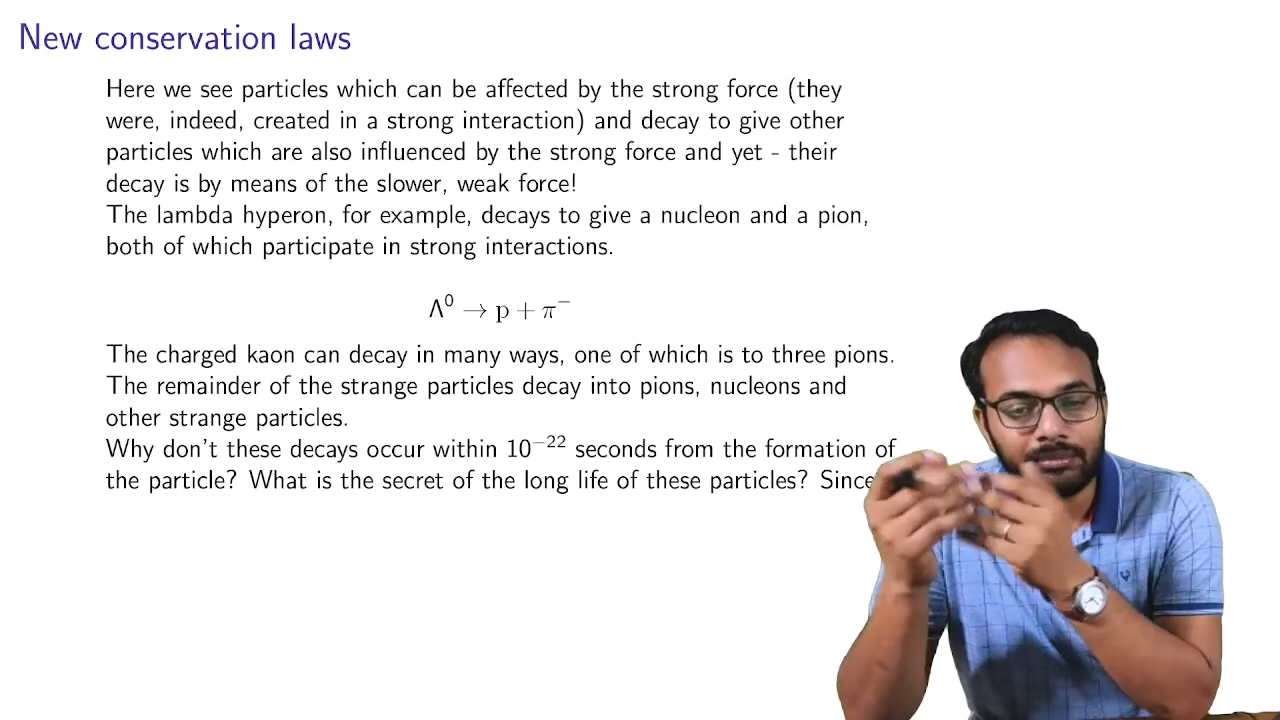 New conservation laws
Here we see particles which can be affected by the strong force (they
were, indeed, created in a strong interaction) and decay to give other
particles which are also influenced by the strong force and yet - their
decay is by means of the slower, weak force!
The lambda hyperon, for example, decays to give a nucleon and a pion,
both of which participate in strong interactions.
Λ⁰ → p + π⁻
The charged kaon can decay in many ways, one of which is to three pions.
The remainder of the strange particles decay into pions, nucleons and
other strange particles.
Why don't these decays occur within 10⁻²² seconds from the formation of
the particle? What is the secret of the long life of these particles? Since